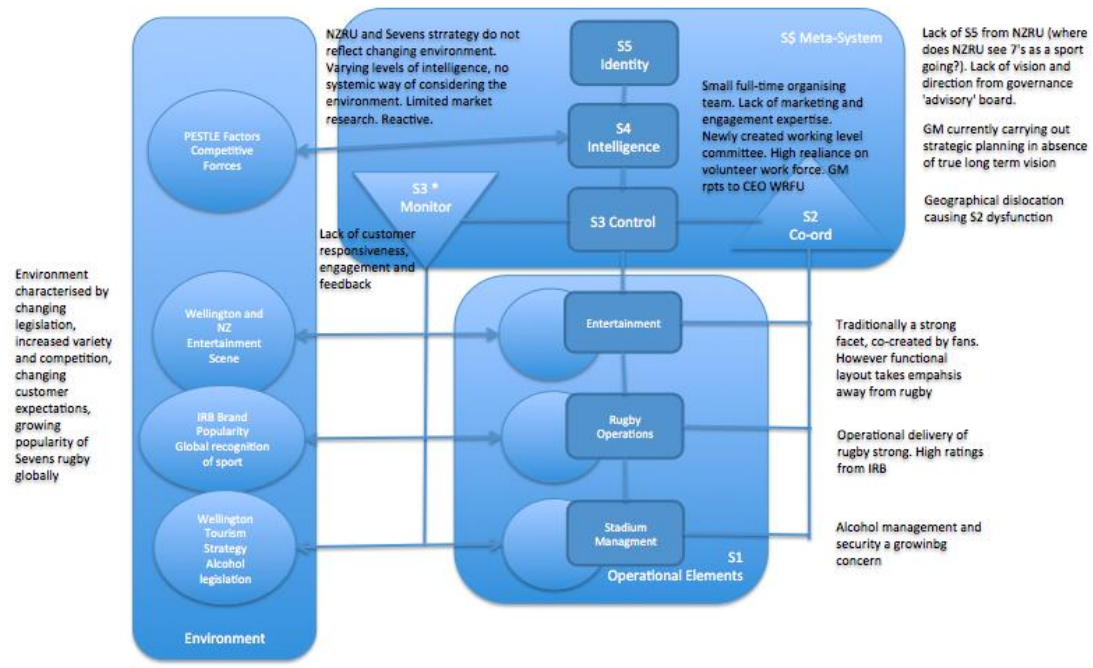 NZRU and Sevens strrategy do not
reflect changing environment.
Varying levels of intelligence, no
systemic way of considering the
environment. Limited market
research. Reactive.
S5
Identity
S$ Meta-System
Lack of S5 from NZRU (where
does NZRU see 7's as a sport
going?). Lack of vision and
direction from governance
'advisory' board.
Small full-time organising
team. Lack of marketing and
engagement expertise.
Newly created working level
committee. High realiance on
volunteer work force. GM
rpts to CEO WRFU
PESTLE Factors
Competitive
Forrces
S4
Intelligence
GM currently carrying out
strategic planning in absence
of true long term vision
S3 *
Monitor
S3 Control
S2
Co-ord
Geographical dislocation
causing S2 dysfunction
Lack of customer
responsiveness,
engagement and
feedback
Environment
characterised by
changing
legislation,
increased variety
and competition,
changing
customer
expectations,
growing
popularity of
Sevens rugby
globally
Wellington and
NZ
Entertainment
Scene
Entertainment
Traditionally a strong
facet, co-created by fans.
However functional
layout takes empahsis
away from rugby
IRB Brand
Popularity
Global recognition
of sport
Rugby
Operations
Operational delivery of
rugby strong. High ratings
from IRB
Wellington
Tourism
Strategy
Alcohol
legislation
Stadium
Managment
Alcohol management and
security a growinbg
concern
S1
Operational Elements
Environment